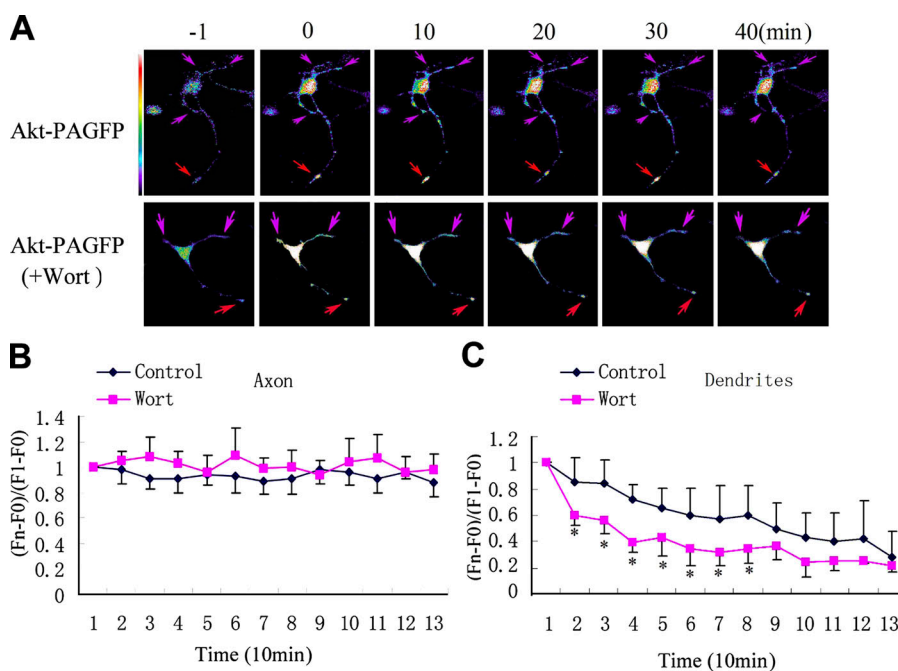 A
-1 0 10 20 30 40(min)
Akt-PAGFP
Akt-PAGFP
(+Wort)
B
Control
Wort
Axon
(Fn-F0)/(F1-F0)
1.4
1.2
1
0.8
0.6
0.4
0.2
0
1 2 3 4 5 6 7 8 9 10 11 12 13
Time (10min)
C
Control
Wort
Dendrites
(Fn-F0)/(F1-F0)
1.2
1
0.8
0.6
0.4
0.2
0
* * * * * * *
1 2 3 4 5 6 7 8 9 10 11 12 13
Time (10min)